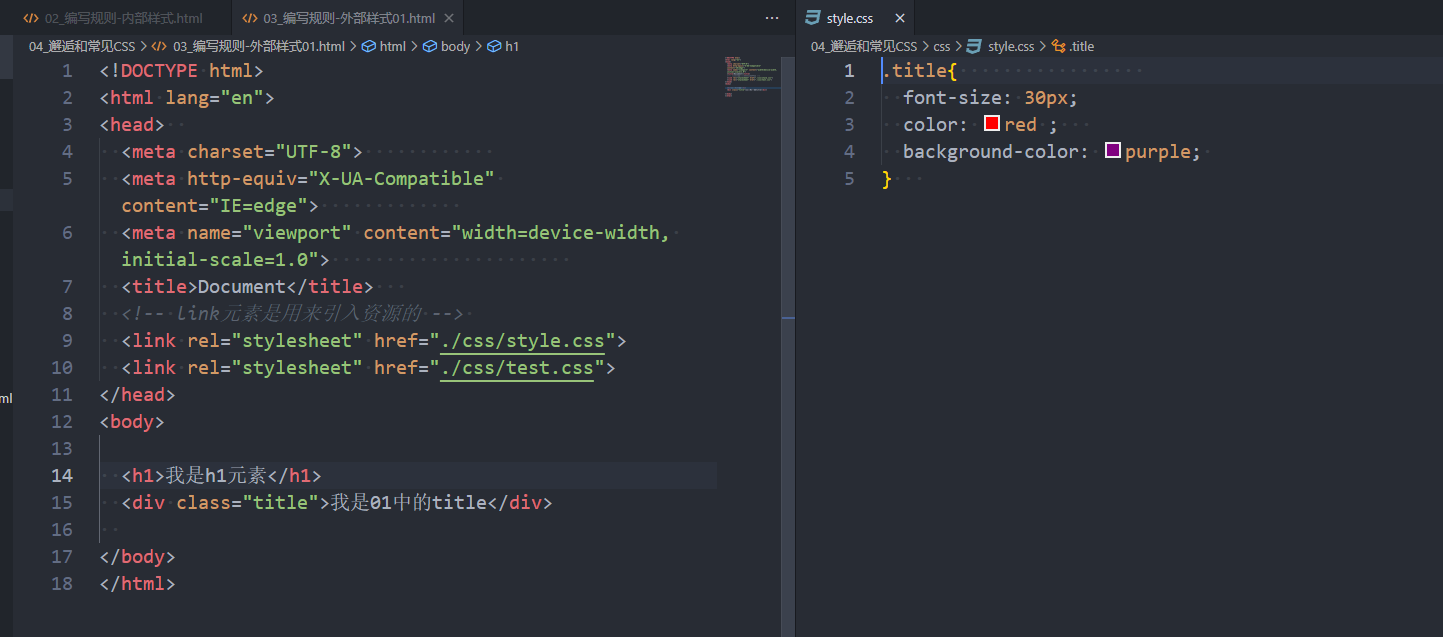 02_编写规则-内部样式.html
03_编写规则-外部样式01.html
04_邂逅和常见CSS > 03_编写规则-外部样式01.html > html > body > h1
1 <!DOCTYPE html>
2 <html lang="en">
3 <head>
4 <meta charset="UTF-8">
5 <meta http-equiv="X-UA-Compatible"
content="IE=edge">
6 <meta name="viewport" content="width=device-width,
initial-scale=1.0">
7 <title>Document</title>
8 <!-- link元素是用来引入资源的 -->
9 <link rel="stylesheet" href="./css/style.css">
10 <link rel="stylesheet" href="./css/test.css">
11 </head>
12 <body>
13
14 <h1>我是h1元素</h1>
15 <div class="title">我是01中的title</div>
16
17 </body>
18 </html>
ml
style.css
04_邂逅和常见CSS > css > style.css > .title
1 .title{
2 font-size: 30px;
3 color: red ;
4 background-color: purple;
5 }